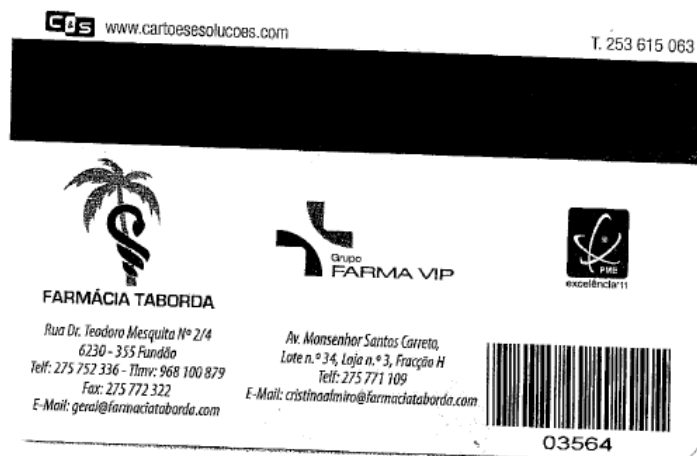 C&S www.cartoesesolucoes.com
T. 253 615 063
FARMÁCIA TABORDA
Rua Dr. Teodoro Mesquita Nº 2/4
6230 - 355 Fundão
Telf: 275 752 336 - Tlmv: 968 100 879
Fax: 275 772 322
E-Mail: geral@farmaciataborda.com
Grupo
FARMA VIP
Av. Monsenhor Santos Carreto,
Lote n.º 34, Loja n.º 3, Fracção H
Telf: 275 771 109
E-Mail: cristinaalmiro@farmaciataborda.com
PME
excelência'11
03564